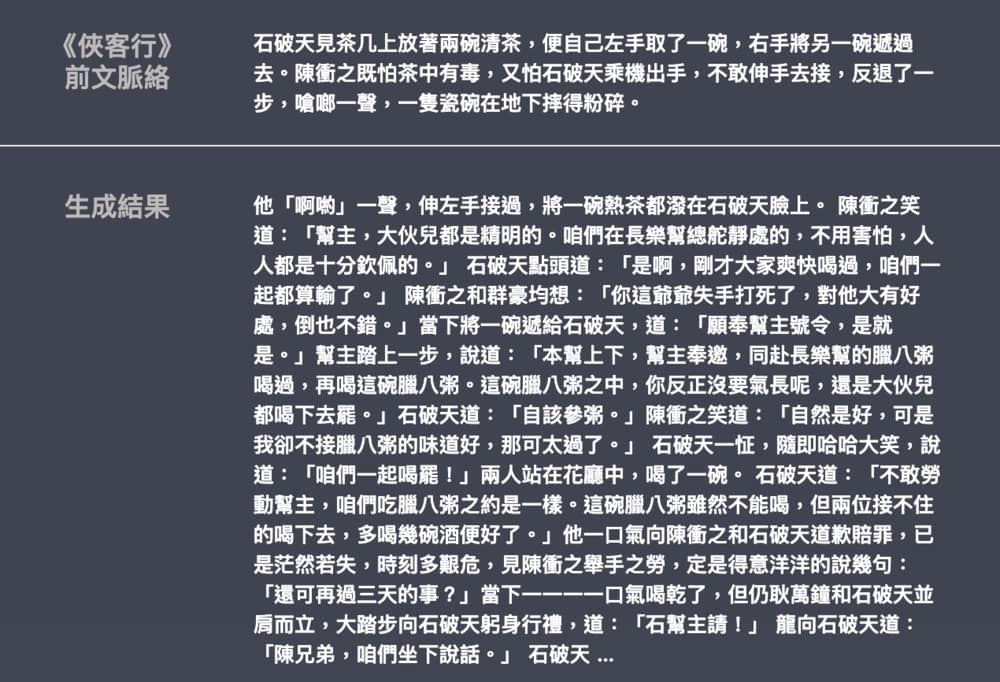 《俠客行》
前文脈絡
石破天見茶几上放著兩碗清茶，便自己左手取了一碗，右手將另一碗遞過
去。陳衝之既怕茶中有毒，又怕石破天乘機出手，不敢伸手去接，反退了一
步，嗆啷一聲，一隻瓷碗在地下摔得粉碎。
生成結果
他「啊喲」一聲，伸左手接過，將一碗熱茶都潑在石破天臉上。 陳衝之笑
道：「幫主，大伙兒都是精明的。咱們在長樂幫總舵靜處的，不用害怕，人
人都是十分欽佩的。」 石破天點頭道：「是啊，剛才大家爽快喝過，咱們一
起都算輸了。」 陳衝之和群豪均想：「你這爺爺失手打死了，對他大有好
處，倒也不錯。」當下將一碗遞給石破天，道：「願奉幫主號令，是就
是。」幫主踏上一步，說道：「本幫上下，幫主奉邀，同赴長樂幫的臘八粥
喝過，再喝這碗臘八粥。這碗臘八粥之中，你反正沒要氣長呢，還是大伙兒
都喝下去罷。」石破天道：「自該參粥。」陳衝之笑道：「自然是好，可是
我卻不接臘八粥的味道好，那可太過了。」 石破天一怔，隨即哈哈大笑，說
道：「咱們一起喝罷！」兩人站在花廳中，喝了一碗。 石破天道：「不敢勞
動幫主，咱們吃臘八粥之約是一樣。這碗臘八粥雖然不能喝，但兩位接不住
的喝下去，多喝幾碗酒便好了。」他一口氣向陳衝之和石破天道歉賠罪，已
是茫然若失，時刻多艱危，見陳衝之舉手之勞，定是得意洋洋的說幾句：
「還可再過三天的事？」當下一一一一口氣喝乾了，但仍耿萬鐘和石破天並
肩而立，大踏步向石破天躬身行禮，道：「石幫主請！」 龍向石破天道：
「陳兄弟，咱們坐下說話。」 石破天 ...